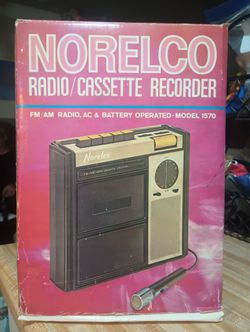 NORELCO
RADIO/CASSETTE RECORDER
FM/AM RADIO, AC & BATTERY OPERATED • MODEL 1570
Norelco